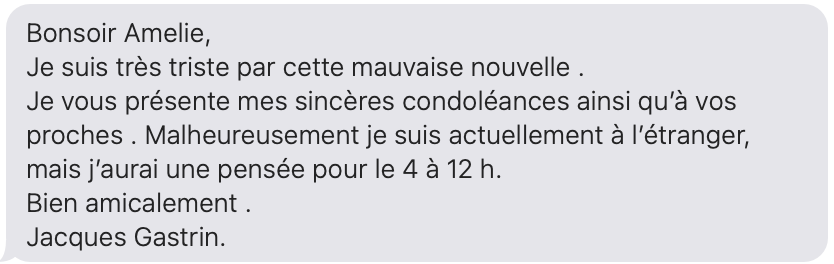 Bonsoir Amelie,
Je suis très triste par cette mauvaise nouvelle .
Je vous présente mes sincères condoléances ainsi qu’à vos
proches . Malheureusement je suis actuellement à l’étranger,
mais j’aurai une pensée pour le 4 à 12 h.
Bien amicalement .
Jacques Gastrin.